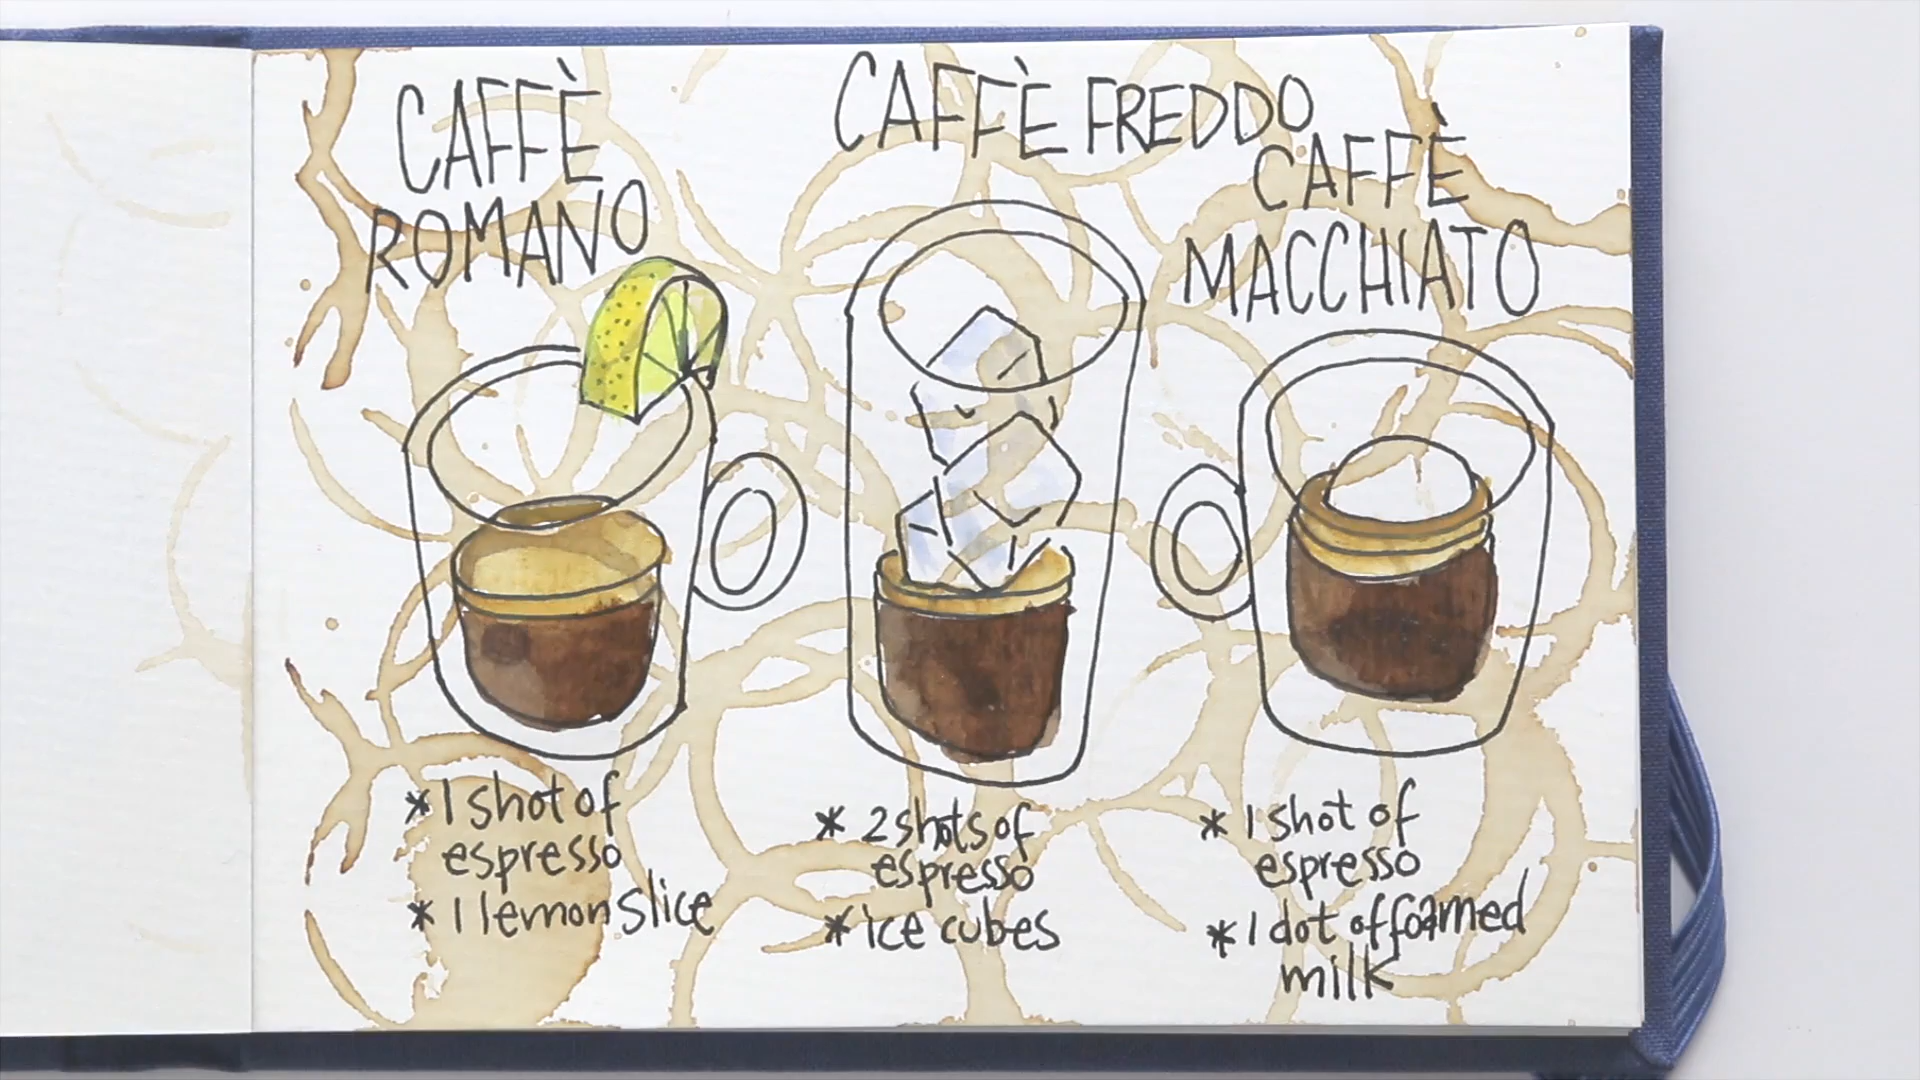 CAFFÈ
ROMANO
* 1 shot of
espresso
* 1 lemon slice
CAFFÈ FREDDO
* 2 shots of
espresso
* ice cubes
CAFFÈ
MACCHIATO
* 1 shot of
espresso
* 1 dot of foamed
milk